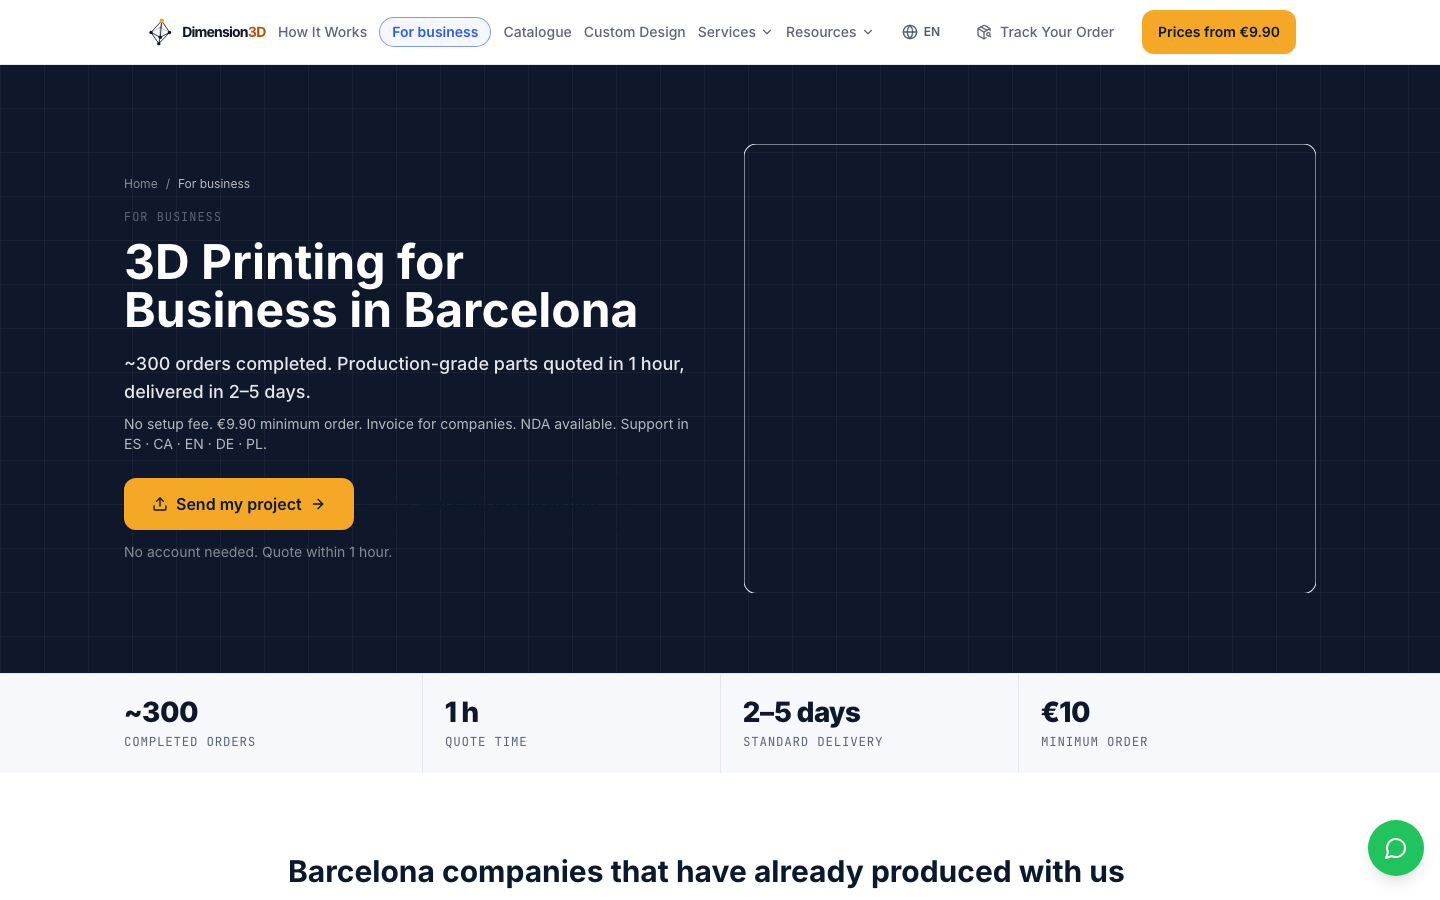 Dimension3D How It Works For business Catalogue Custom Design Services Resources EN Track Your Order Prices from €9.90
Home / For business
FOR BUSINESS
3D Printing for
Business in Barcelona
~300 orders completed. Production-grade parts quoted in 1 hour,
delivered in 2–5 days.
No setup fee. €9.90 minimum order. Invoice for companies. NDA available. Support in
ES · CA · EN · DE · PL.
Send my project
No account needed. Quote within 1 hour.
~300 1 h 2–5 days €10
COMPLETED ORDERS QUOTE TIME STANDARD DELIVERY MINIMUM ORDER
Barcelona companies that have already produced with us